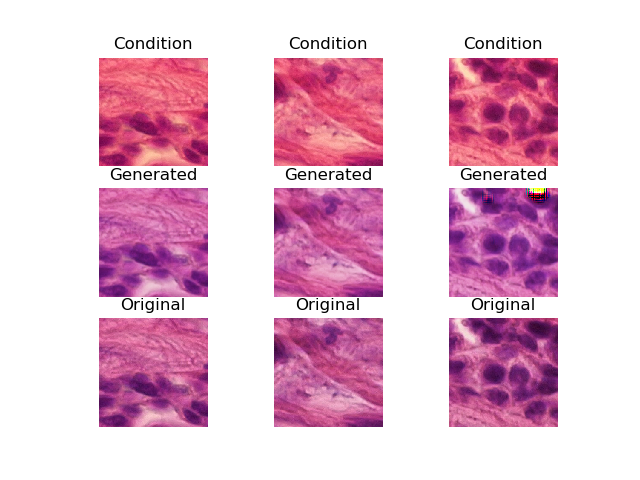 Condition Condition Condition
Generated Generated Generated
Original Original Original